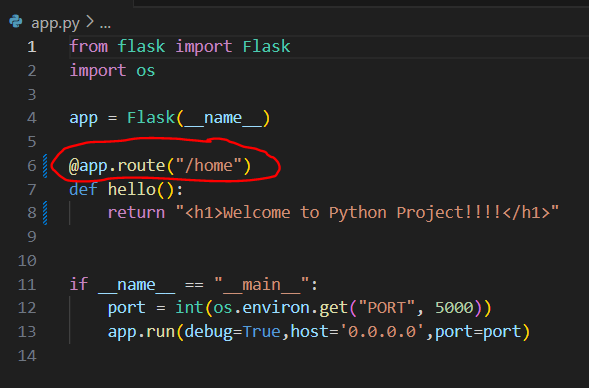 app.py > ...
1 from flask import Flask
2 import os
3
4 app = Flask(__name__)
5
6 @app.route("/home")
7 def hello():
8     return "<h1>Welcome to Python Project!!!!</h1>"
9
10
11 if __name__ == "__main__":
12     port = int(os.environ.get("PORT", 5000))
13     app.run(debug=True,host='0.0.0.0',port=port)
14